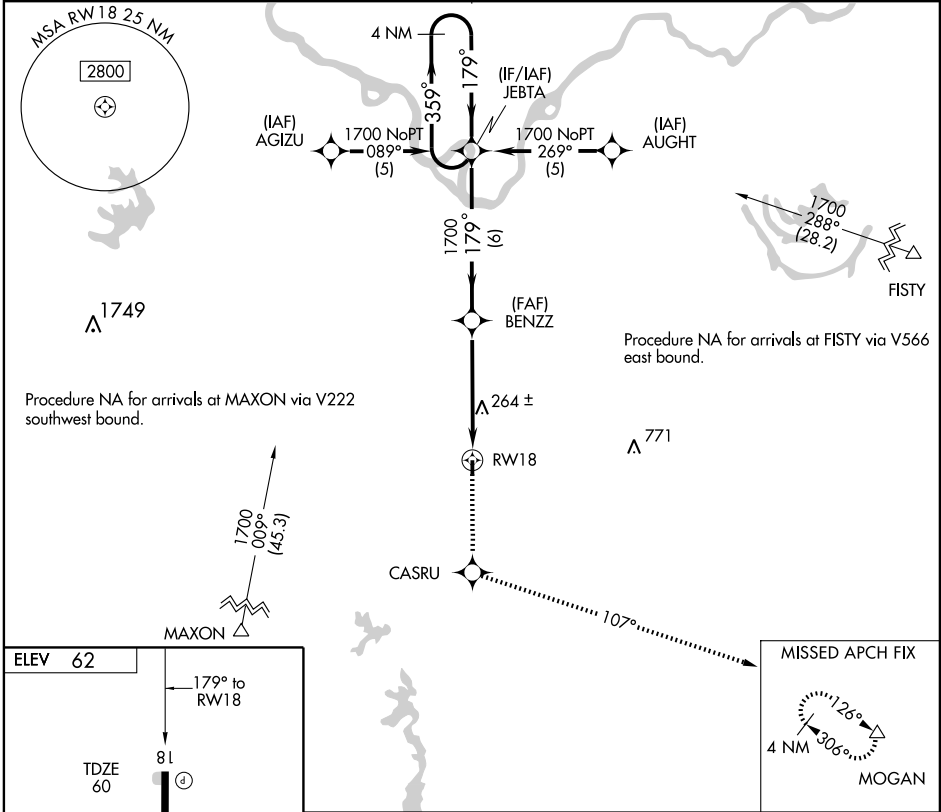 MSA RW18 25 NM
2800
4 NM
359°
179°
(IF/IAF)
JEBTA
(IAF)
AGIZU
1700 NoPT
089°
(5)
1700 NoPT
269°
(5)
(IAF)
AUGHT
1700
179°
(6)
1700
288°
(28.2)
FISTY
(FAF)
BENZZ
1749
Procedure NA for arrivals at FISTY via V566
east bound.
Procedure NA for arrivals at MAXON via V222
southwest bound.
264 ±
771
RW18
1700
009°
(45.3)
MAXON
CASRU
107°
ELEV 62
179° to
RW18
18
TDZE
60
P
MISSED APCH FIX
126°
306°
4 NM
MOGAN